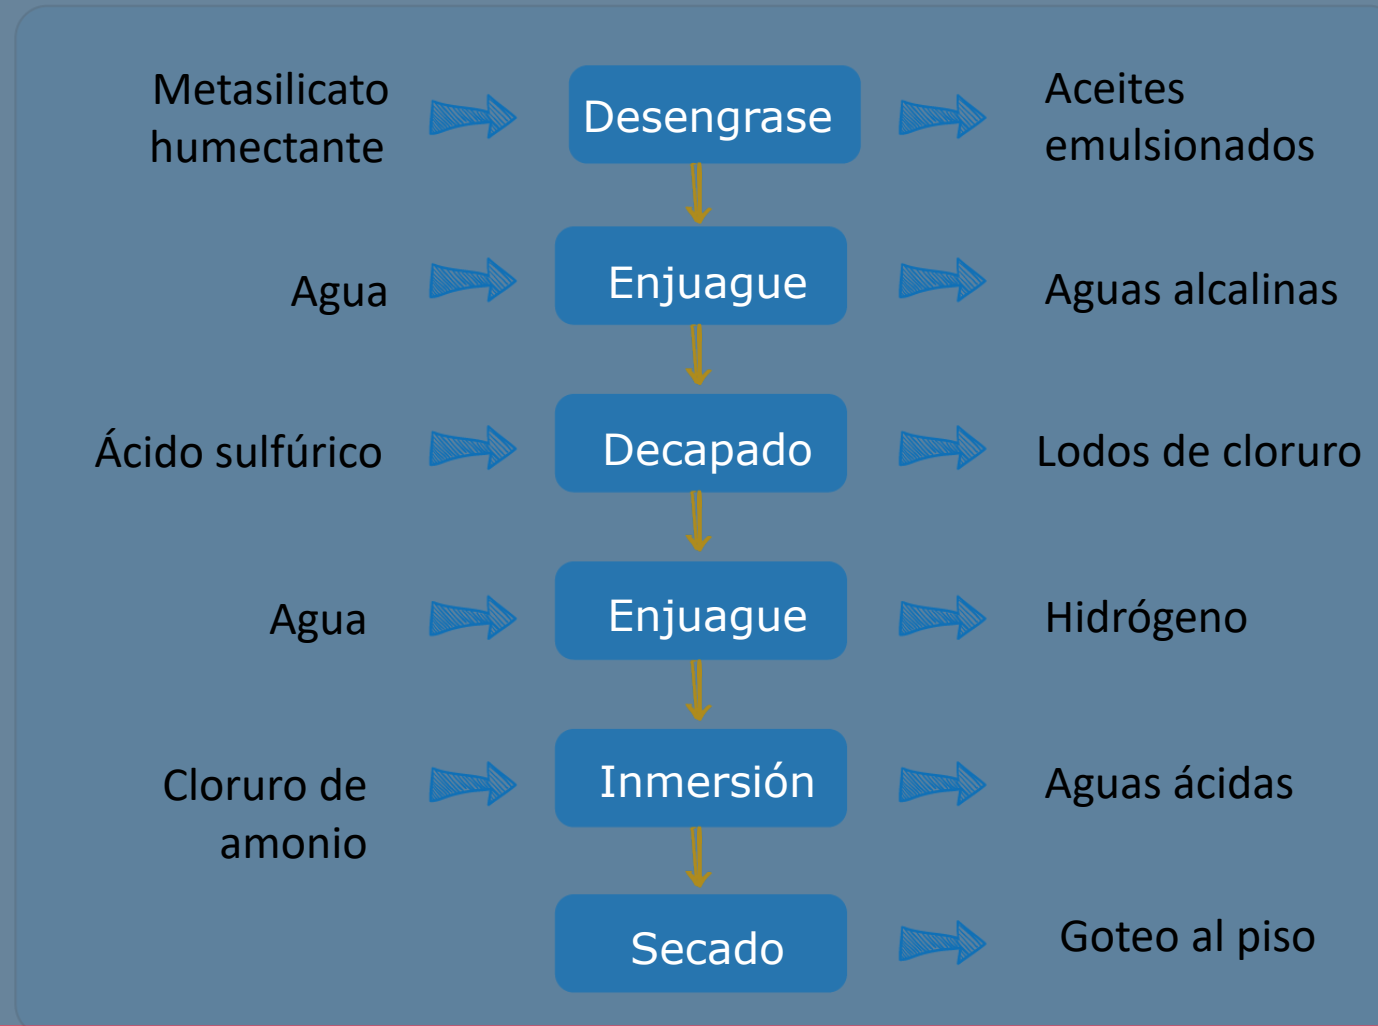 Metasilicato
humectante
Desengrase
Aceites
emulsionados
Agua
Enjuague
Aguas alcalinas
Ácido sulfúrico
Decapado
Lodos de cloruro
Agua
Enjuague
Hidrógeno
Cloruro de
amonio
Inmersión
Aguas ácidas
Secado
Goteo al piso